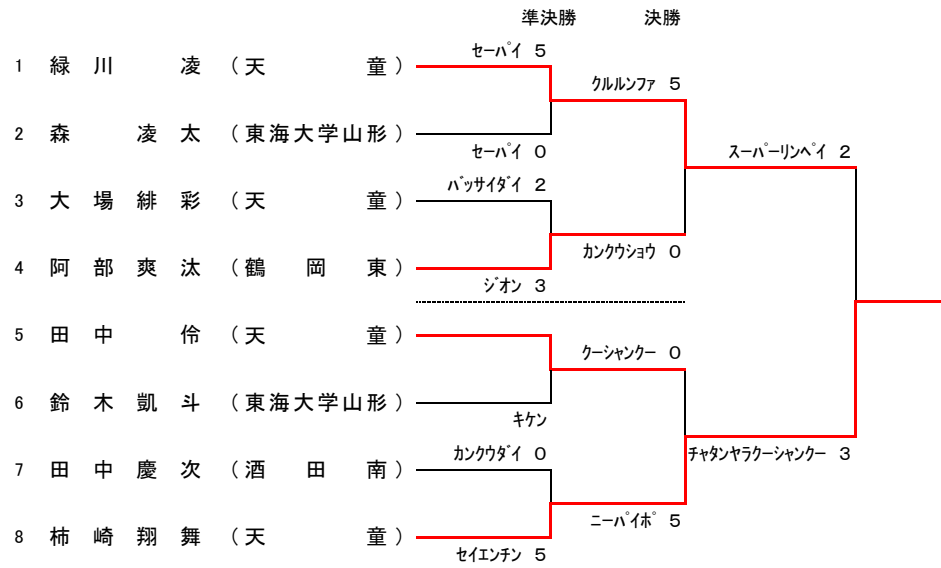 準決勝 決勝
セーパイ 5
1 緑川 凌 (天 童)
クルルンファ 5
2 森 凌太 (東海大学山形)
セーパイ 0
スーパーリンペイ 2
バッサイダイ 2
3 大場緋彩 (天 童)
カンクウショウ 0
4 阿部爽汰 (鶴岡東)
ジオン 3
5 田中 伶 (天 童)
クーシャンクー 0
6 鈴木凱斗 (東海大学山形)
キケン
カンクウダイ 0
チャタンヤラクーシャンクー 3
7 田中慶次 (酒田南)
ニーパイポ 5
8 柿崎翔舞 (天 童)
セイエンチン 5